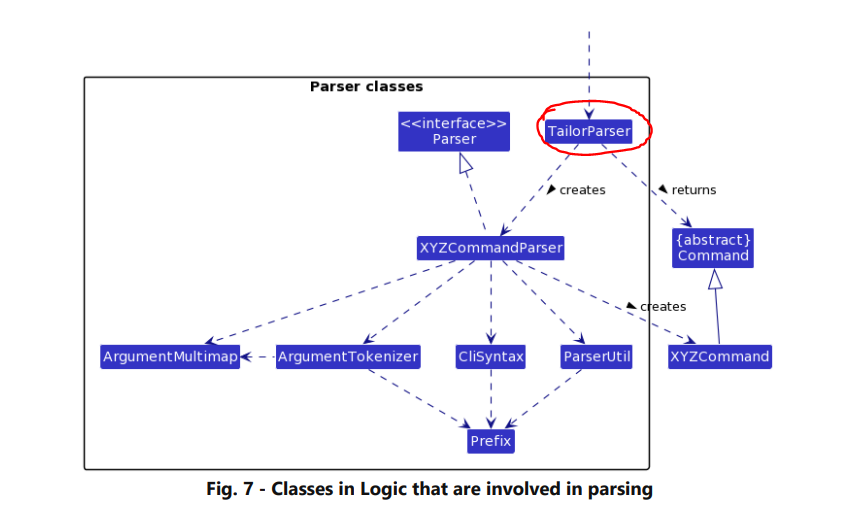 Parser classes
<<interface>>
Parser
TailorParser
creates
returns
XYZCommandParser
{abstract}
Command
creates
ArgumentMultimap
ArgumentTokenizer
CliSyntax
ParserUtil
XYZCommand
Prefix
Fig. 7 - Classes in Logic that are involved in parsing